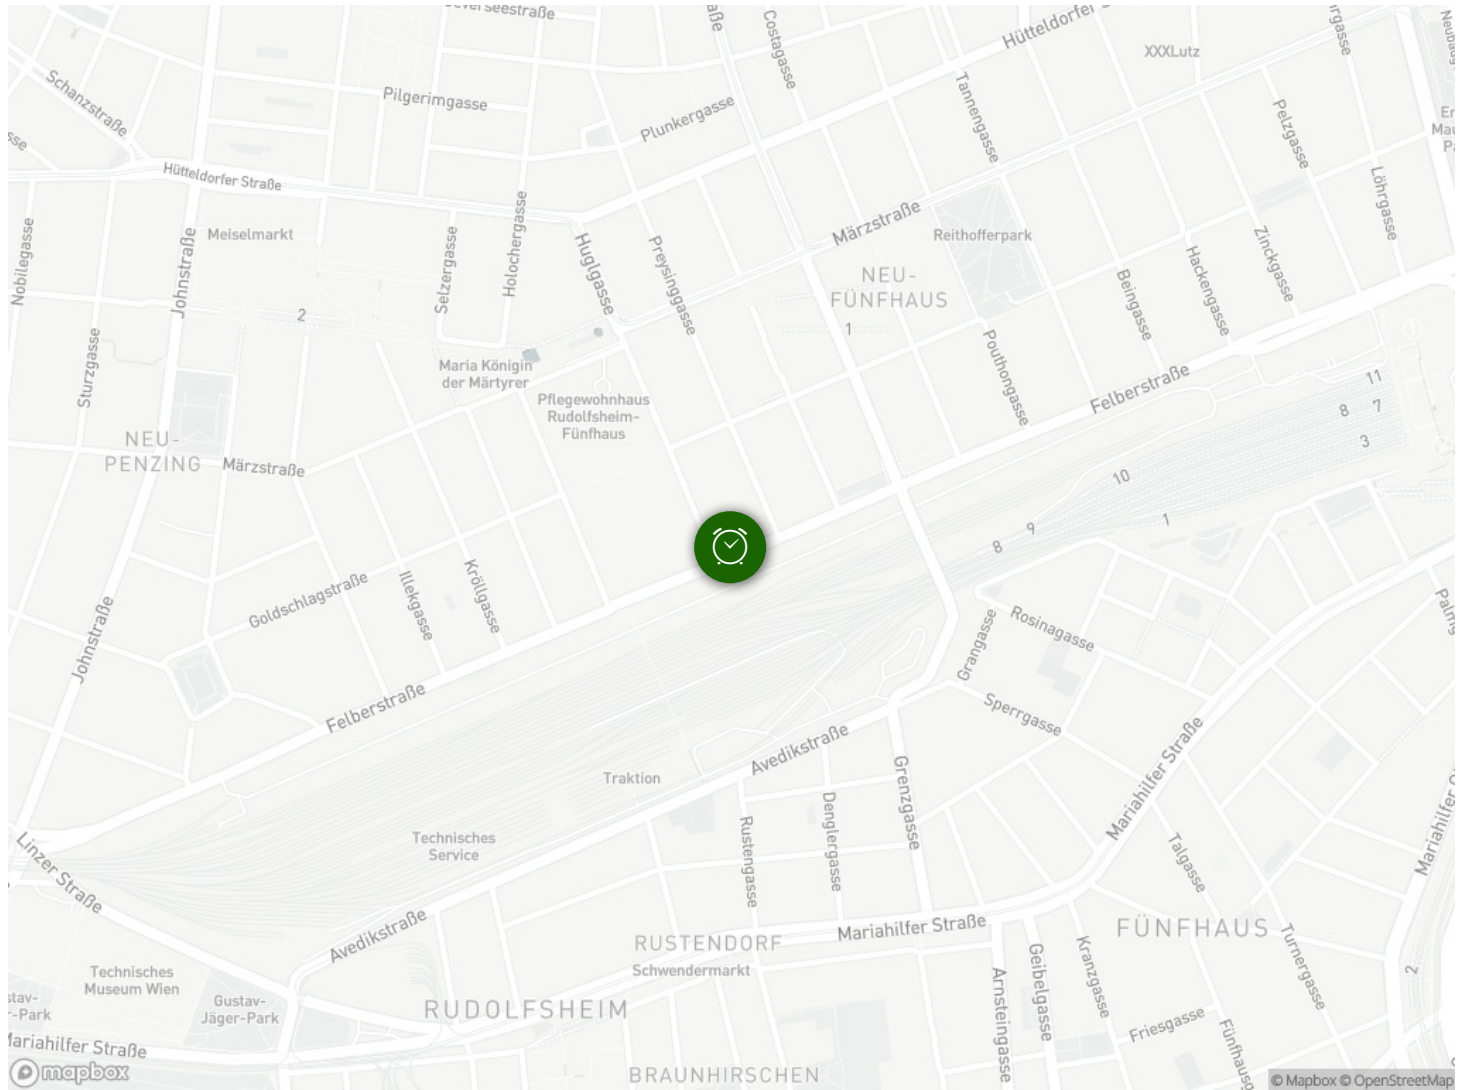 Costagasse
Hütteldorfer
XXXLutz
Schanzstraße
Pilgerimgasse
Plunkergasse
Tannengasse
Pelzgasse
Hütteldorfer Straße
Löhrgasse
Nobilegasse
Johnstraße
Meiselmarkt
Selzergasse
Holochergasse
Huglgasse
Preysinggasse
Märzstraße
Reithofferpark
NEU-
FÜNFHAUS
Beingasse
Hackengasse
Zinckgasse
2
1
Sturzgasse
Maria Königin
der Märtyrer
Pouthongasse
Felberstraße
11
8
7
3
Pflegewohnhaus
Rudolfsheim-
Fünfhaus
NEU-
PENZING
Märzstraße
10
9
1
8
Goldschlagstraße
Illekgasse
Kröllgasse
Johnstraße
Felberstraße
Grangasse
Rosinagasse
Sperrgasse
Avedikstraße
Traktion
Grenzgasse
Mariahilfer Straße
Technisches
Service
Rustengasse
Denglergasse
Talgasse
Linzer Straße
Avedikstraße
RUSTENDORF
Mariahilfer Straße
FÜNFHAUS
Schwendermarkt
Technisches
Museum Wien
Gustav-
Jäger-Park
RUDOLFSHEIM
Arnsteingasse
Geibelgasse
Kranzgasse
Turnergasse
2
Friesgasse
Mariahilfer
ariahilfer Straße
BRAUNHIRSCHEN
mapbox
© Mapbox © OpenStreetMap